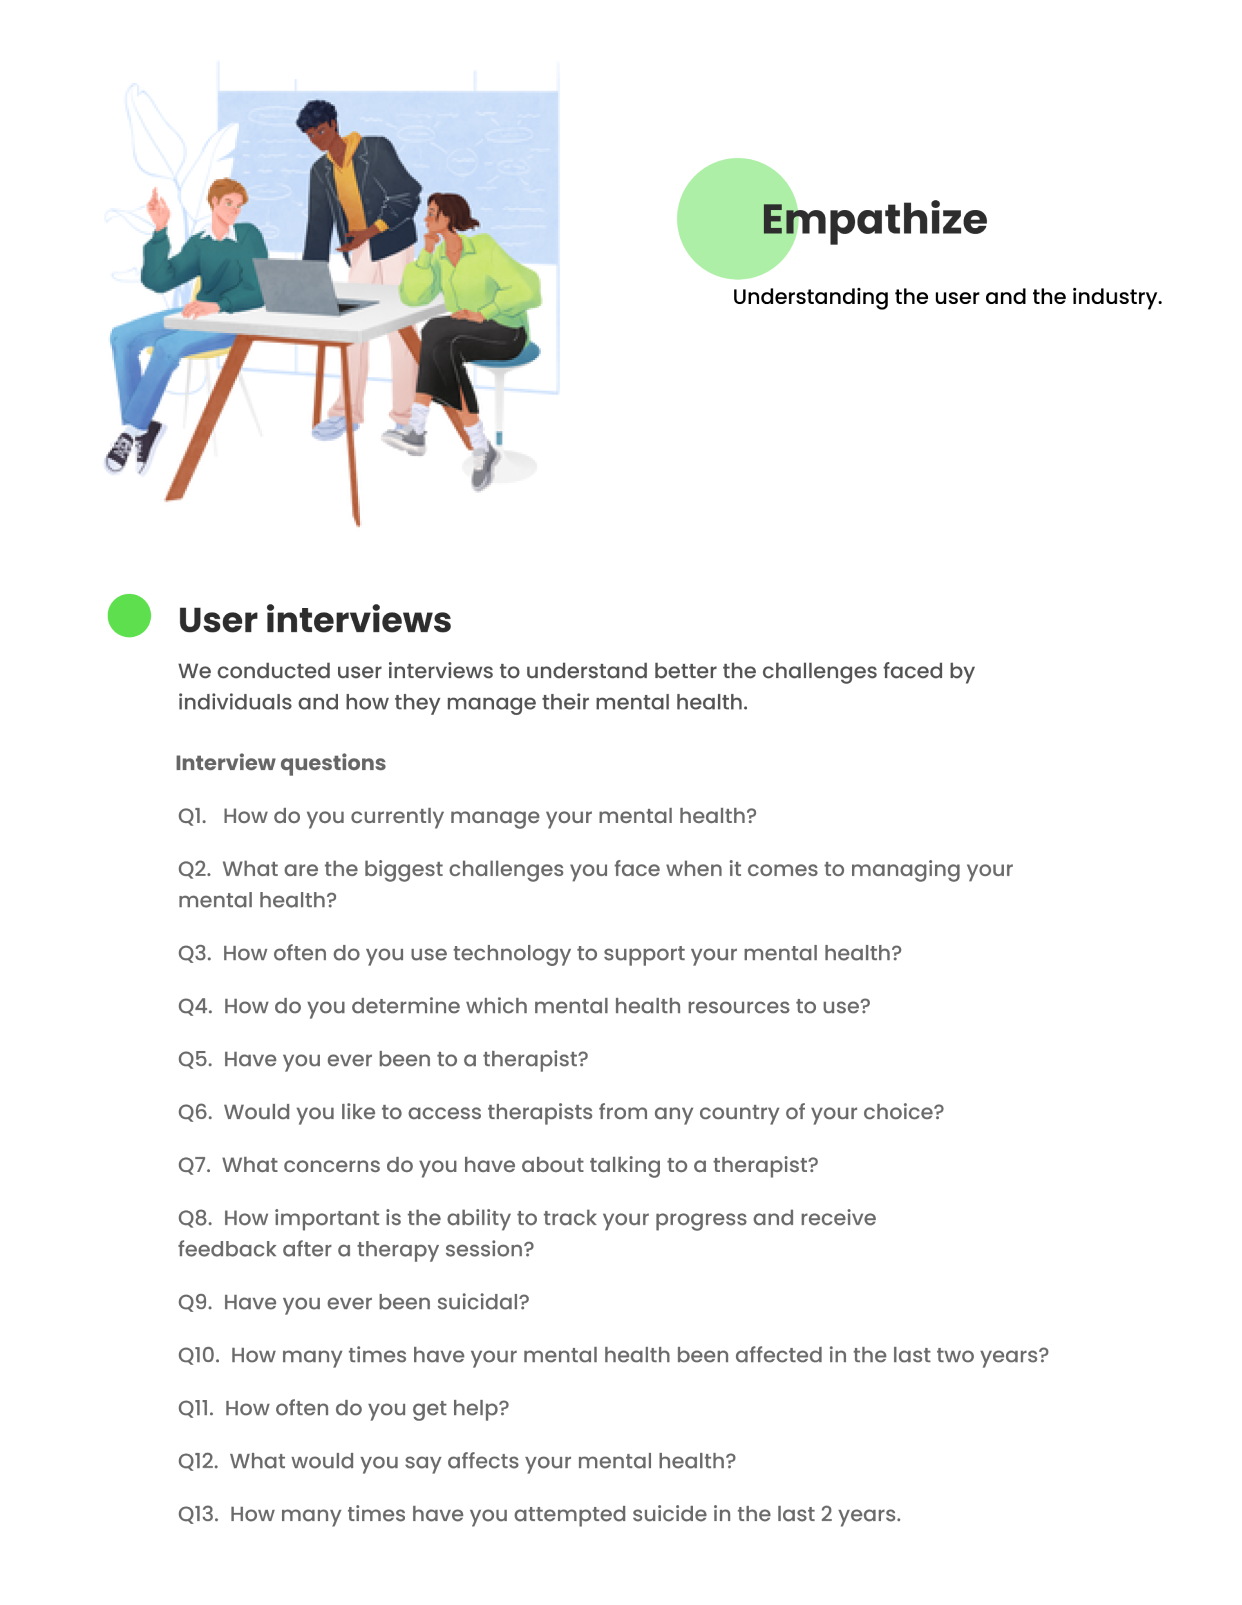 Empathize
Understanding the user and the industry.
User interviews
We conducted user interviews to understand better the challenges faced by
individuals and how they manage their mental health.
Interview questions
Q1. How do you currently manage your mental health?
Q2. What are the biggest challenges you face when it comes to managing your
mental health?
Q3. How often do you use technology to support your mental health?
Q4. How do you determine which mental health resources to use?
Q5. Have you ever been to a therapist?
Q6. Would you like to access therapists from any country of your choice?
Q7. What concerns do you have about talking to a therapist?
Q8. How important is the ability to track your progress and receive
feedback after a therapy session?
Q9. Have you ever been suicidal?
Q10. How many times have your mental health been affected in the last two years?
Q11. How often do you get help?
Q12. What would you say affects your mental health?
Q13. How many times have you attempted suicide in the last 2 years.